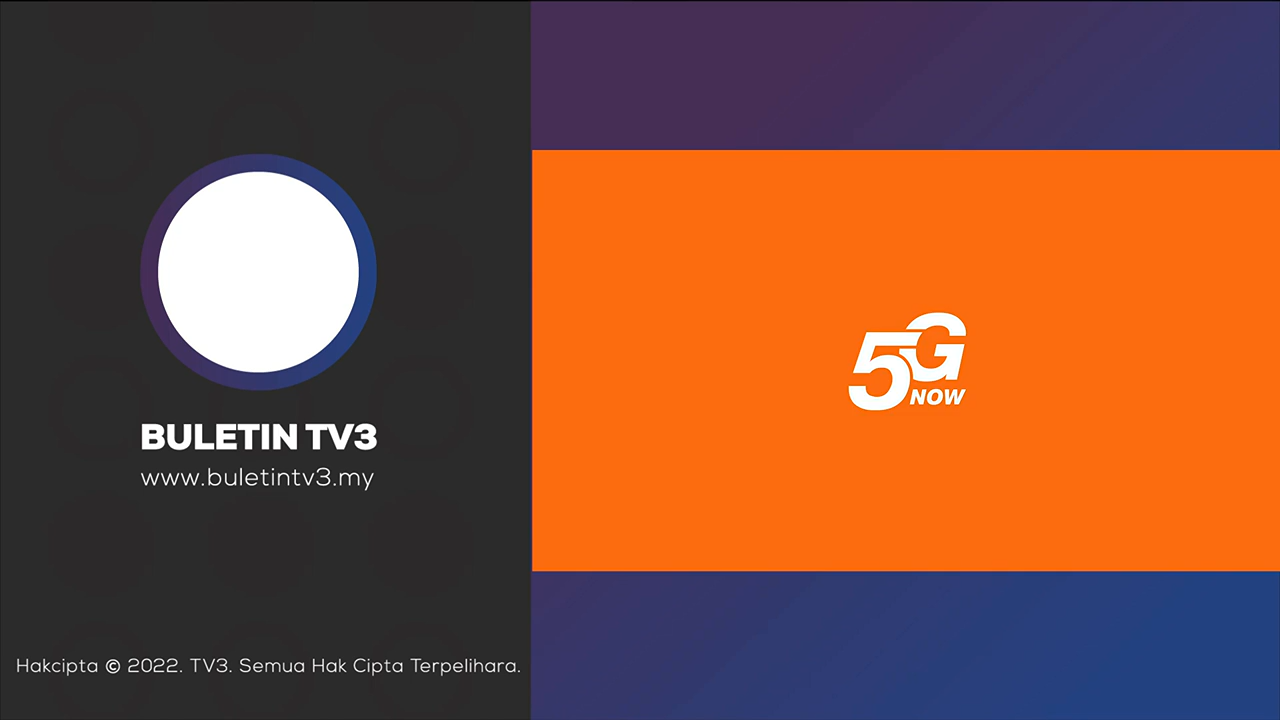 BULETIN TV3
www.buletintv3.my
Hakcipta © 2022. TV3. Semua Hak Cipta Terpelihara.
5G
NOW